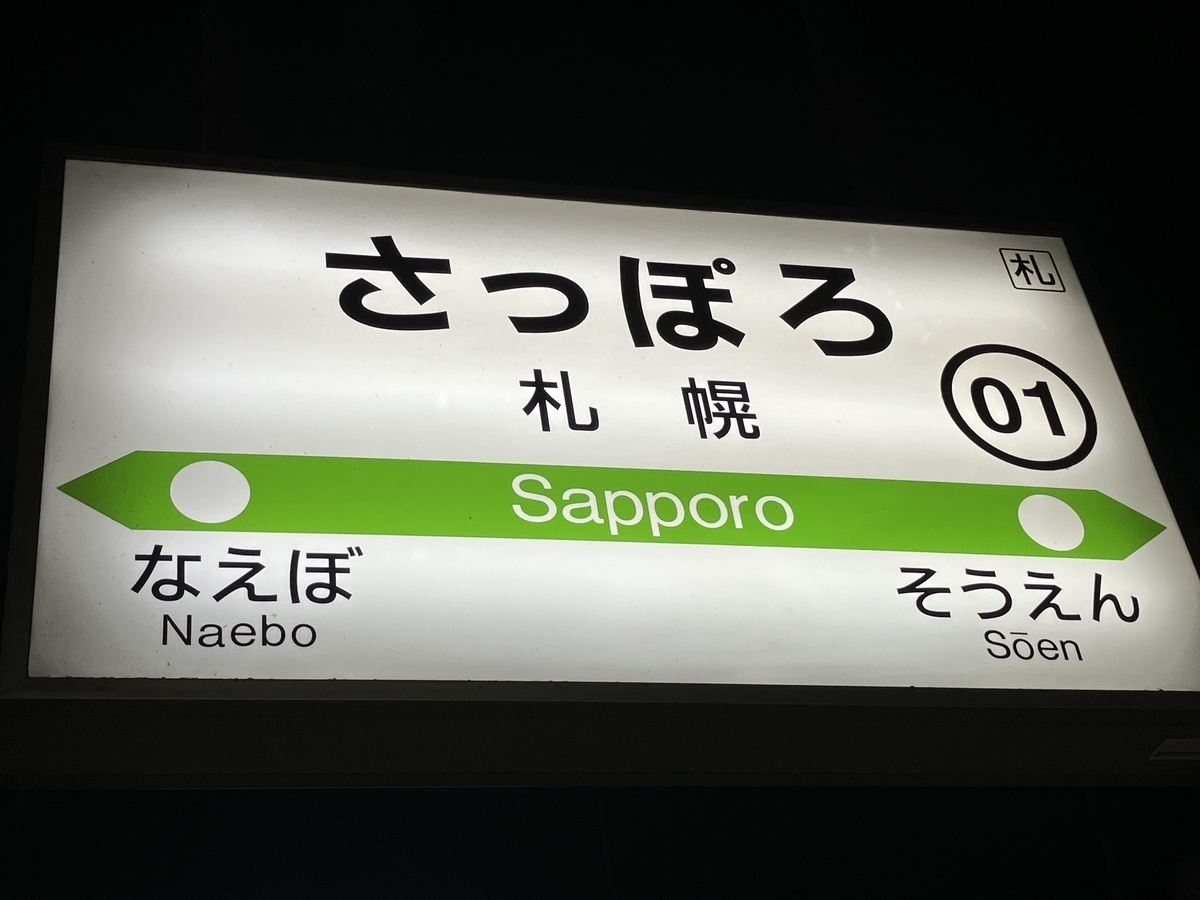 札
さっぽろ
札幌
01
Sapporo
なえぼ
Naebo
そうえん
Sōen